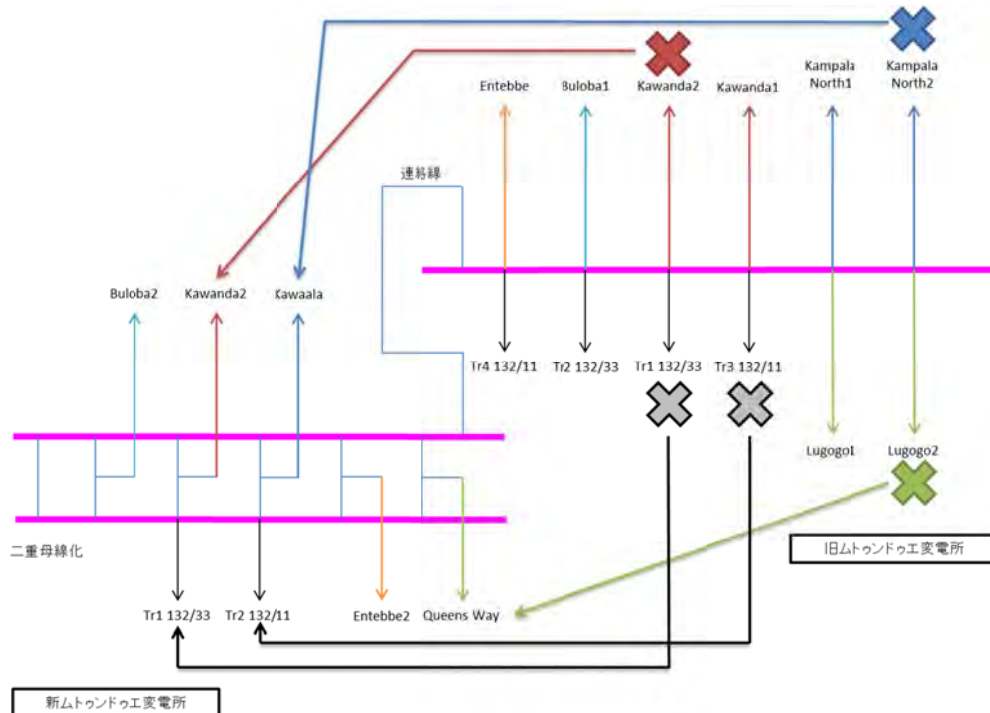 Kampala
North1
Kampala
North2
Entebbe
Buloba1
Kawanda2
Kawanda1
連絡線
Buloba2
Kawanda2
Kawaala
Tr4 132/11
Tr2 132/33
Tr1 132/33
Tr3 132/11
Lugogo1
Lugogo2
二重母線化
旧ムトゥンドゥエ変電所
Tr1 132/33
Tr2 132/11
Entebbe2
Queens Way
新ムトゥンドゥエ変電所